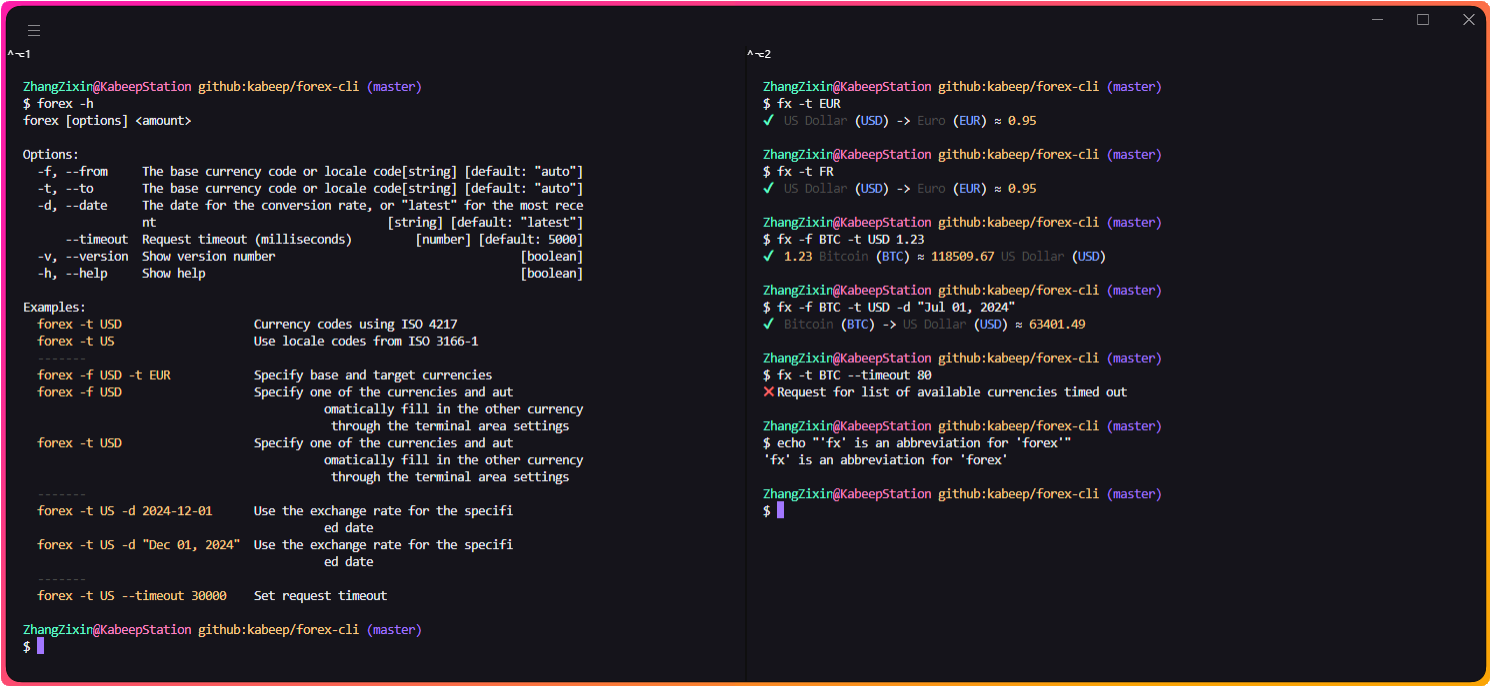 ^⌥1
ZhangZixin@KabeepStation github:kabeep/forex-cli (master)
$ forex -h
forex [options] <amount>
Options:
-f, --from     The base currency code or locale code[string] [default: "auto"]
-t, --to       The base currency code or locale code[string] [default: "auto"]
-d, --date     The date for the conversion rate, or "latest" for the most rece
nt                                 [string] [default: "latest"]
--timeout  Request timeout (milliseconds)         [number] [default: 5000]
-v, --version  Show version number                                   [boolean]
-h, --help     Show help                                             [boolean]
Examples:
forex -t USD                   Currency codes using ISO 4217
forex -t US                    Use locale codes from ISO 3166-1
-------
forex -f USD -t EUR            Specify base and target currencies
forex -f USD                   Specify one of the currencies and aut
omatically fill in the other currency
through the terminal area settings
forex -t USD                   Specify one of the currencies and aut
omatically fill in the other currency
through the terminal area settings
-------
forex -t US -d 2024-12-01      Use the exchange rate for the specifi
ed date
forex -t US -d "Dec 01, 2024"  Use the exchange rate for the specifi
ed date
-------
forex -t US --timeout 30000    Set request timeout
ZhangZixin@KabeepStation github:kabeep/forex-cli (master)
$
^⌥2
ZhangZixin@KabeepStation github:kabeep/forex-cli (master)
$ fx -t EUR
✔ US Dollar (USD) -> Euro (EUR) ≈ 0.95
ZhangZixin@KabeepStation github:kabeep/forex-cli (master)
$ fx -t FR
✔ US Dollar (USD) -> Euro (EUR) ≈ 0.95
ZhangZixin@KabeepStation github:kabeep/forex-cli (master)
$ fx -f BTC -t USD 1.23
✔ 1.23 Bitcoin (BTC) ≈ 118509.67 US Dollar (USD)
ZhangZixin@KabeepStation github:kabeep/forex-cli (master)
$ fx -f BTC -t USD -d "Jul 01, 2024"
✔ Bitcoin (BTC) -> US Dollar (USD) ≈ 63401.49
ZhangZixin@KabeepStation github:kabeep/forex-cli (master)
$ fx -t BTC --timeout 80
❌Request for list of available currencies timed out
ZhangZixin@KabeepStation github:kabeep/forex-cli (master)
$ echo "'fx' is an abbreviation for 'forex'"
'fx' is an abbreviation for 'forex'
ZhangZixin@KabeepStation github:kabeep/forex-cli (master)
$